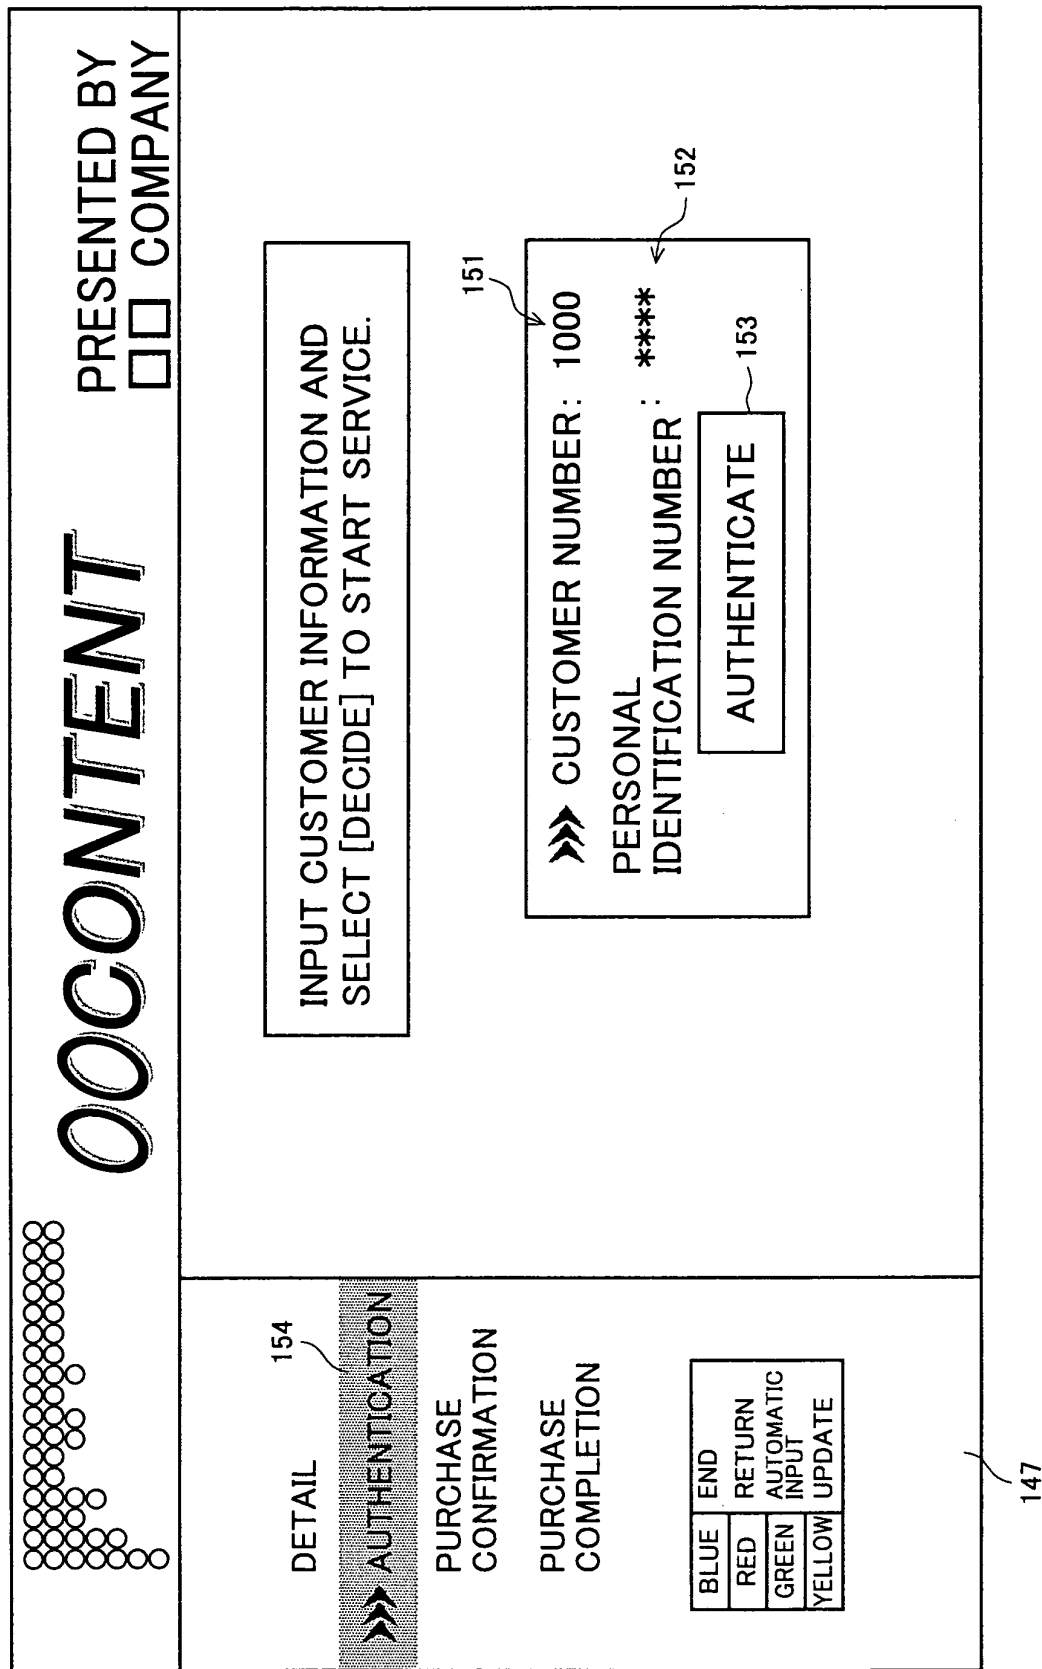 OOCONTENT
PRESENTED BY
□□ COMPANY
DETAIL
154
>>> AUTHENTICATION
PURCHASE
CONFIRMATION
PURCHASE
COMPLETION
BLUE END
RED RETURN
GREEN AUTOMATIC
INPUT
YELLOW UPDATE
147
INPUT CUSTOMER INFORMATION AND
SELECT [DECIDE] TO START SERVICE.
151
>>> CUSTOMER NUMBER: 1000
PERSONAL
IDENTIFICATION NUMBER : ****
152
AUTHENTICATE
153